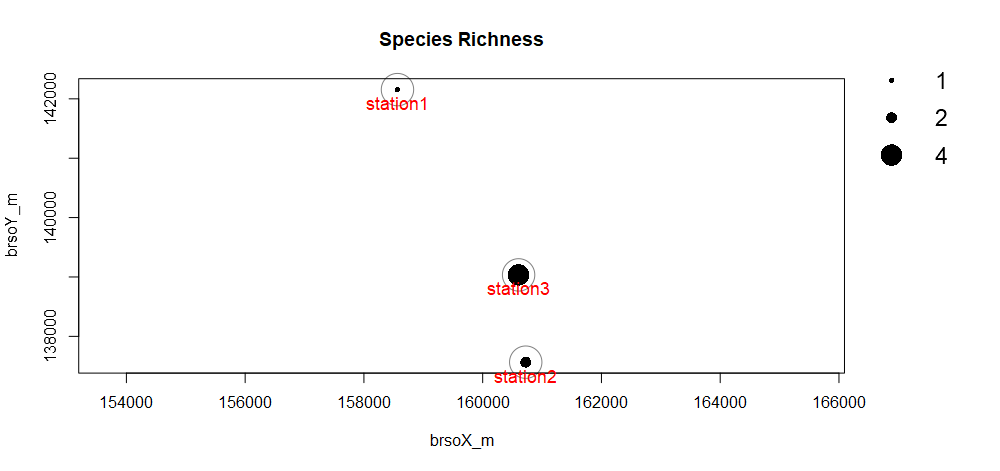 Species Richness
brsoY_m
142000
140000
138000
station1
station3
station2
1
2
4
154000 156000 158000 160000 162000 164000 166000
brsoX_m